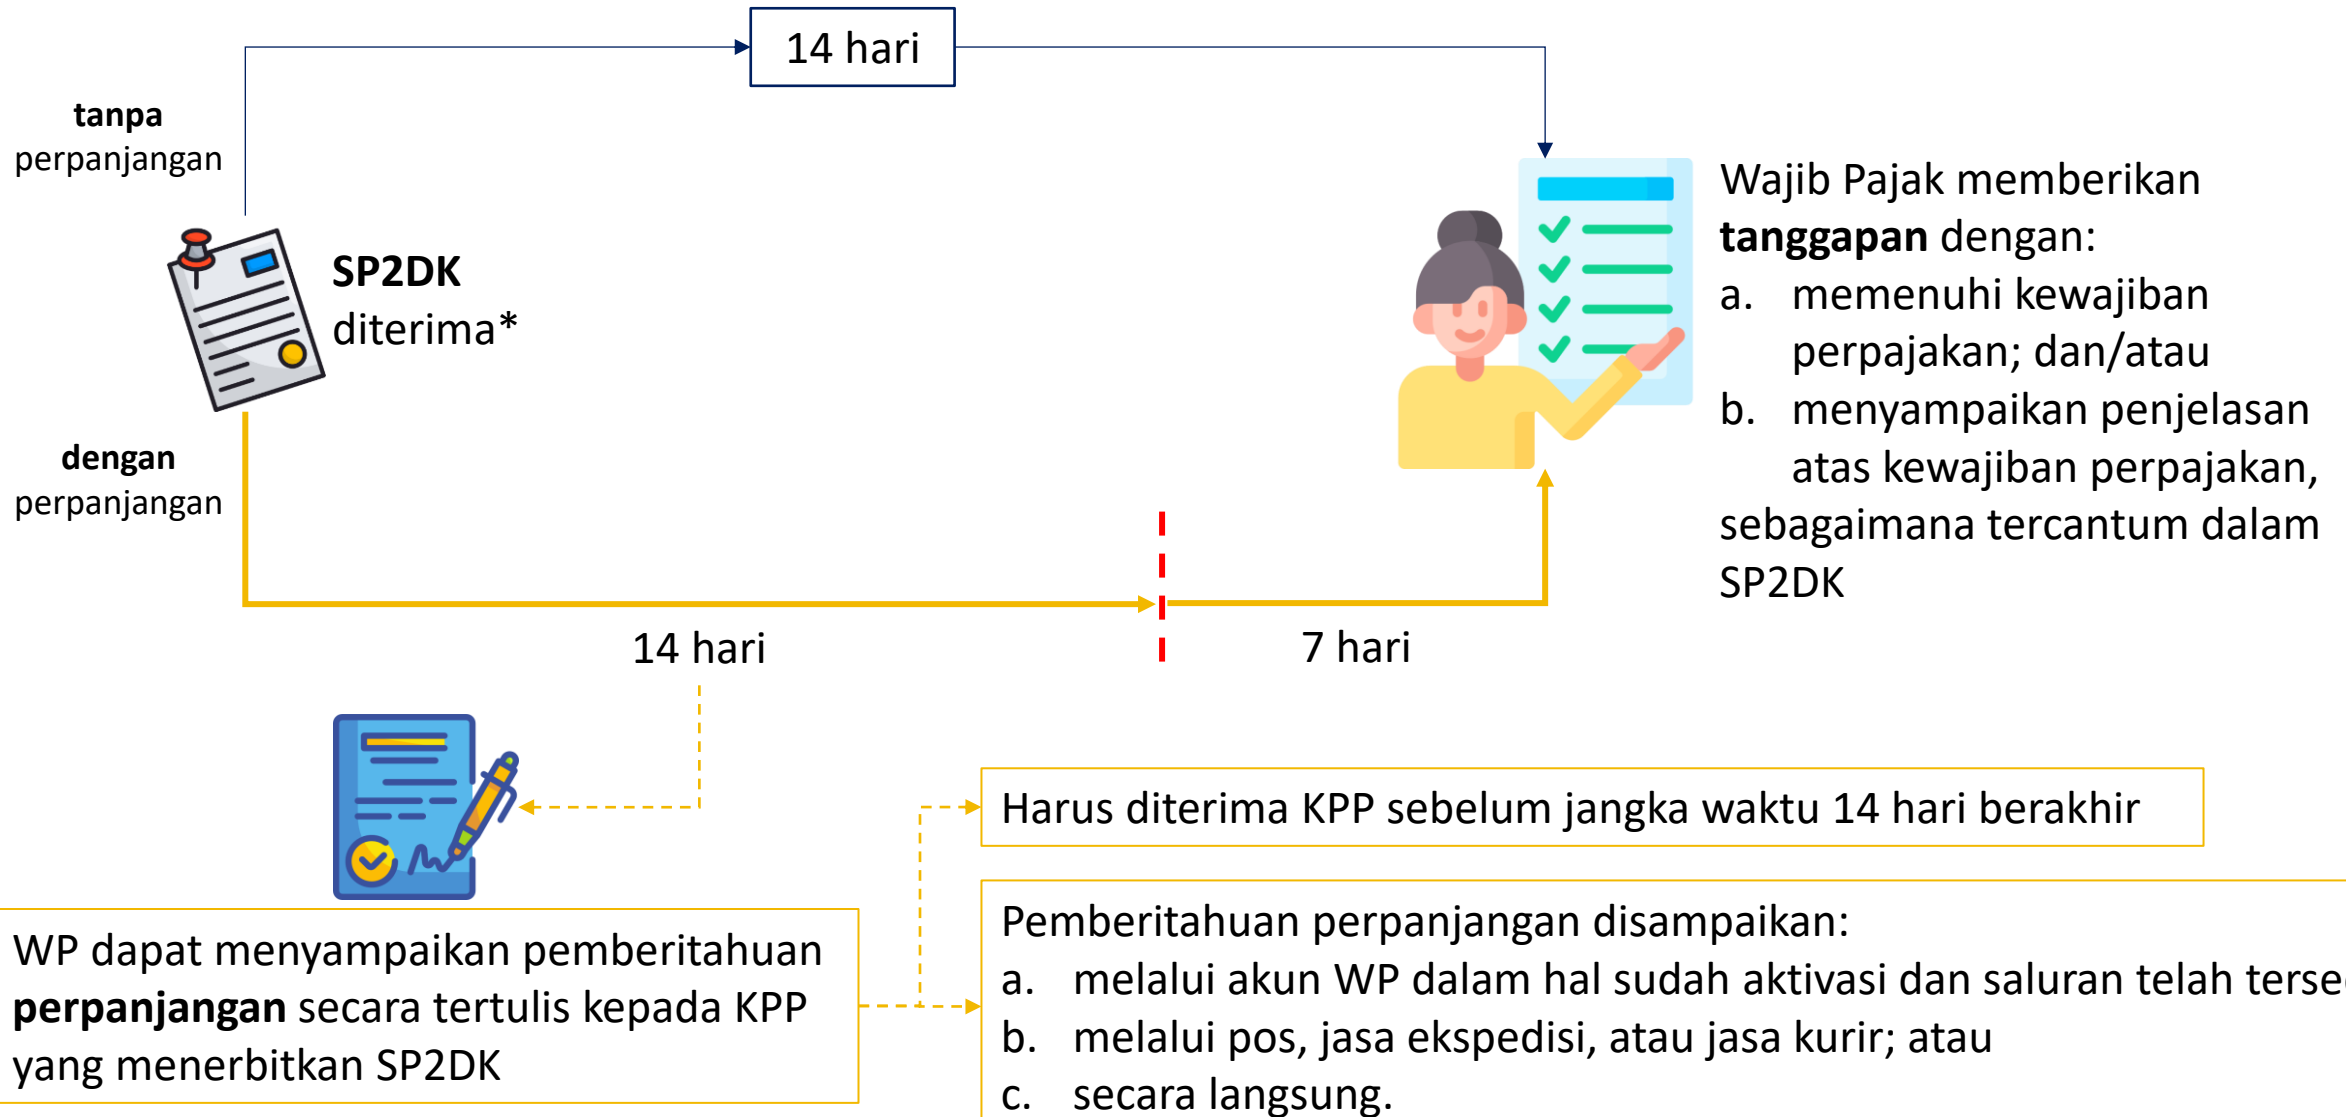 14 hari
tanpa
perpanjangan
SP2DK
diterima*
dengan
perpanjangan
Wajib Pajak memberikan
tanggapan dengan:
a. memenuhi kewajiban
perpajakan; dan/atau
b. menyampaikan penjelasan
atas kewajiban perpajakan,
sebagaimana tercantum dalam
SP2DK
14 hari
7 hari
WP dapat menyampaikan pemberitahuan
perpanjangan secara tertulis kepada KPP
yang menerbitkan SP2DK
Harus diterima KPP sebelum jangka waktu 14 hari berakhir
Pemberitahuan perpanjangan disampaikan:
a. melalui akun WP dalam hal sudah aktivasi dan saluran telah
b. melalui pos, jasa ekspedisi, atau jasa kurir; atau
c. secara langsung.